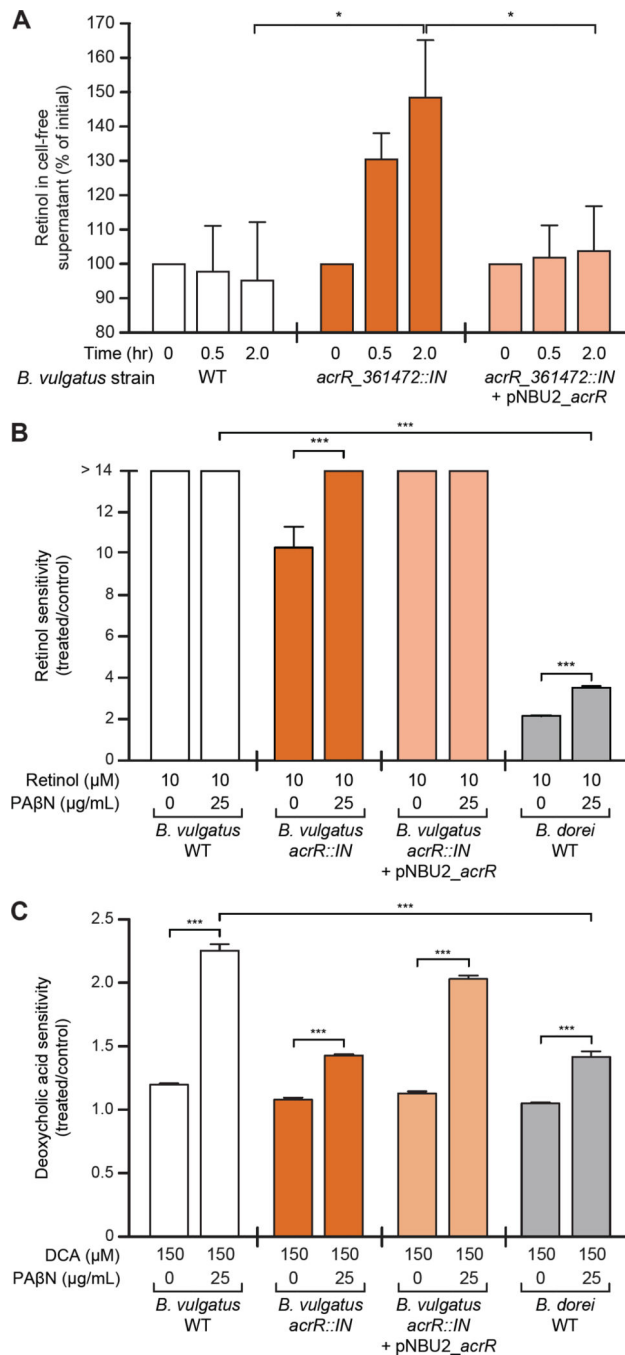 A
Retinol in cell-free
supernatant (% of initial)
170
160
150
140
130
120
110
100
90
80
*
*
Time (hr) 0 0.5 2.0 0 0.5 2.0 0 0.5 2.0
B. vulgatus strain WT acrR_361472::IN acrR_361472::IN
+ pNBU2_acrR
B
Retinol sensitivity
(treated/control)
> 14
12
10
8
6
4
2
0
***
***
***
Retinol (μM) 10 10 10 10 10 10 10 10
PAβN (μg/mL) 0 25 0 25 0 25 0 25
B. vulgatus B. vulgatus B. vulgatus B. dorei
WT acrR::IN acrR::IN WT
+ pNBU2_acrR
C
Deoxycholic acid sensitivity
(treated/control)
2.5
2.0
1.5
1.0
0.5
0
***
***
***
***
***
DCA (μM) 150 150 150 150 150 150 150 150
PAβN (μg/mL) 0 25 0 25 0 25 0 25
B. vulgatus B. vulgatus B. vulgatus B. dorei
WT acrR::IN acrR::IN WT
+ pNBU2_acrR